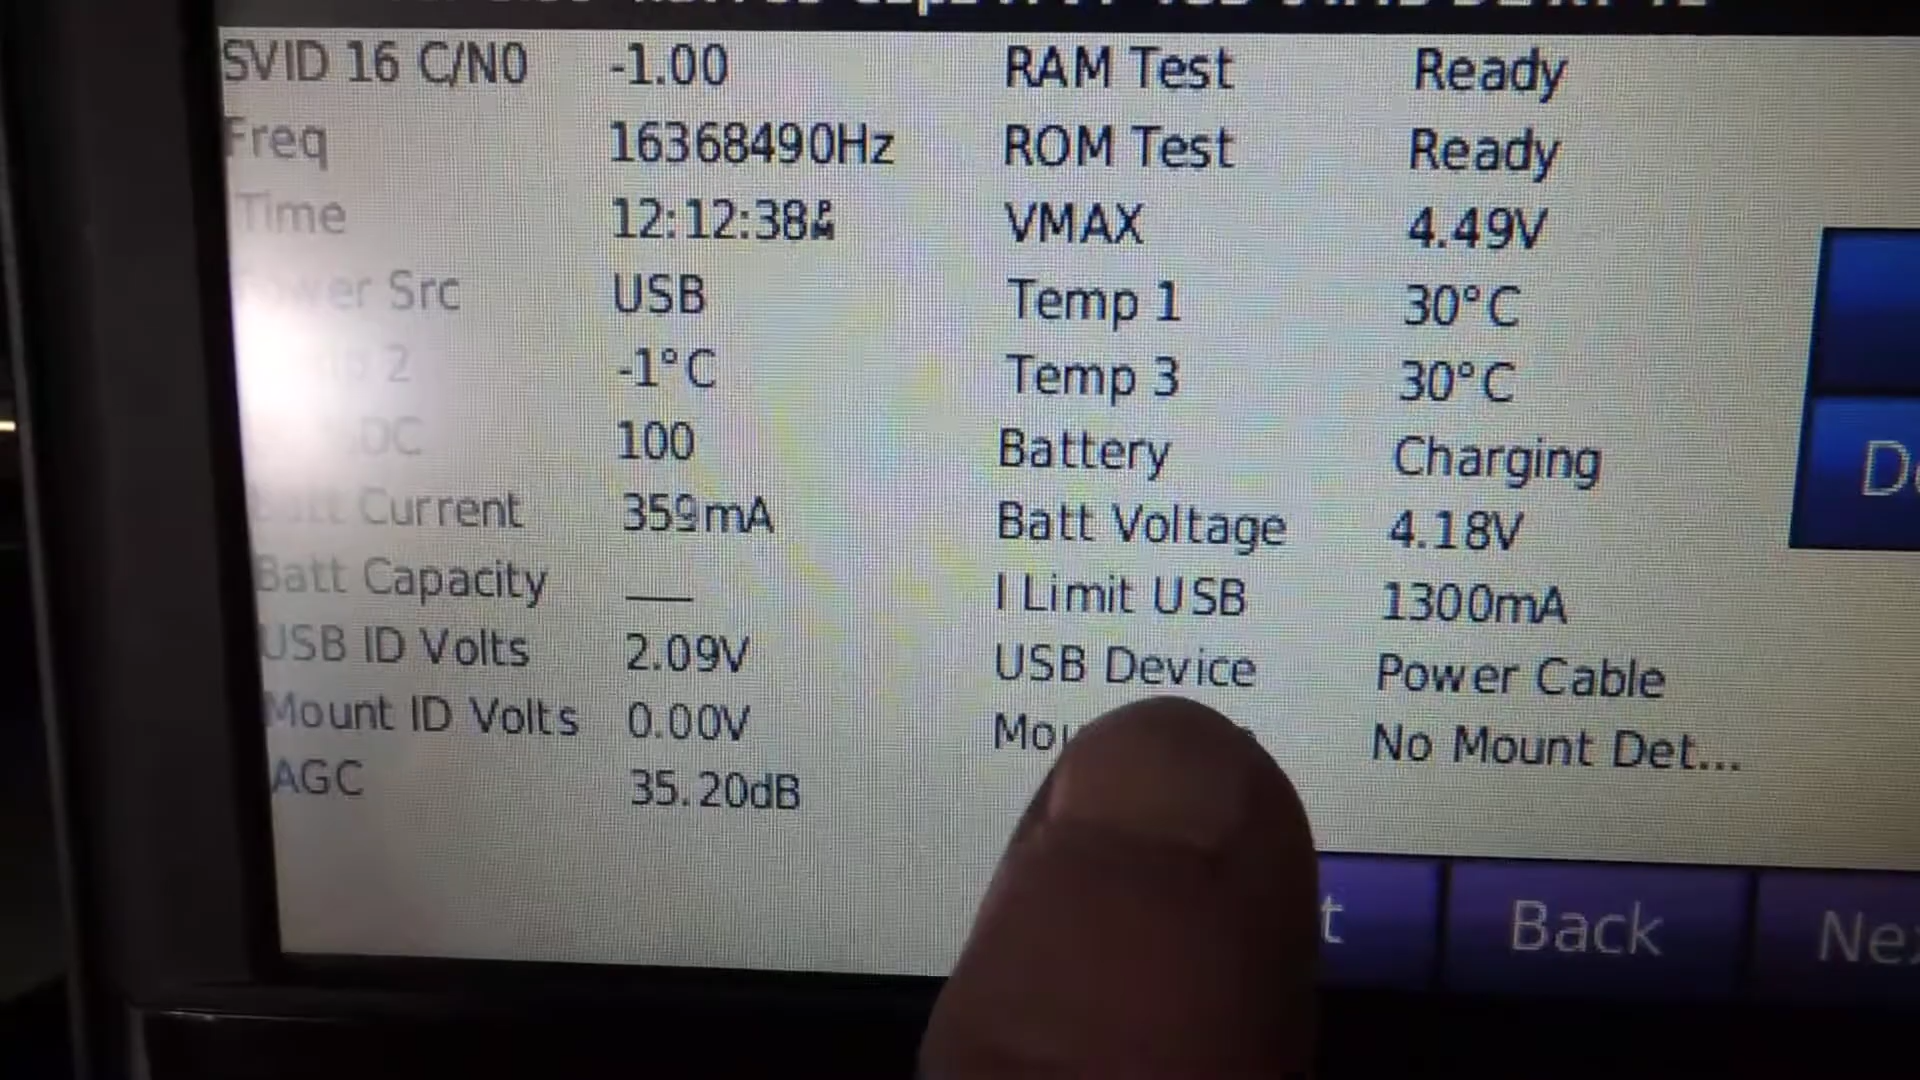 SVID 16 C/N0 -1.00 RAM Test Ready
Freq 16368490Hz ROM Test Ready
Time 12:12:38PM VMAX 4.49V
Src USB Temp 1 30°C
2 -1°C Temp 3 30°C
100 Battery Charging
Current Batt Voltage 4.18V
Batt Capacity __ I Limit USB 1300mA
USB ID Volts 2.09V USB Device Power Cable
Mount ID Volts 0.00V No Mount Det...
AGC 35.20dB
Back